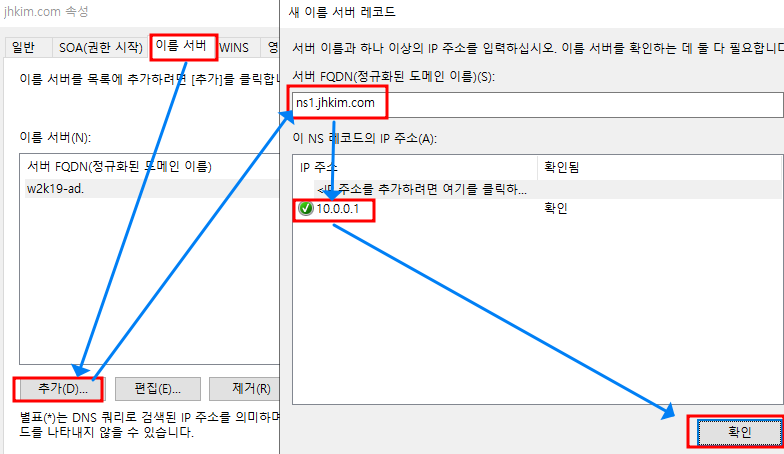 jhkim.com 속성
일반
SOA(권한 시작)
이름 서버
WINS
이름 서버를 목록에 추가하려면 [추가]를 클릭합니
이름 서버(N):
서버 FQDN(정규화된 도메인 이름)
w2k19-ad.
추가(D)...
편집(E)...
제거(R)
별표(*)는 DNS 쿼리로 검색된 IP 주소를 의미하며
드를 나타내지 않을 수 있습니다.
새 이름 서버 레코드
서버 이름과 하나 이상의 IP 주소를 입력하십시오. 이름 서버를 확인하는 데 둘 다 필요합니다
서버 FQDN(정규화된 도메인 이름)(S):
ns1.jhkim.com
이 NS 레코드의 IP 주소(A):
IP 주소
확인됨
<IP 주소를 추가하려면 여기를 클릭하...
10.0.0.1
확인
확인